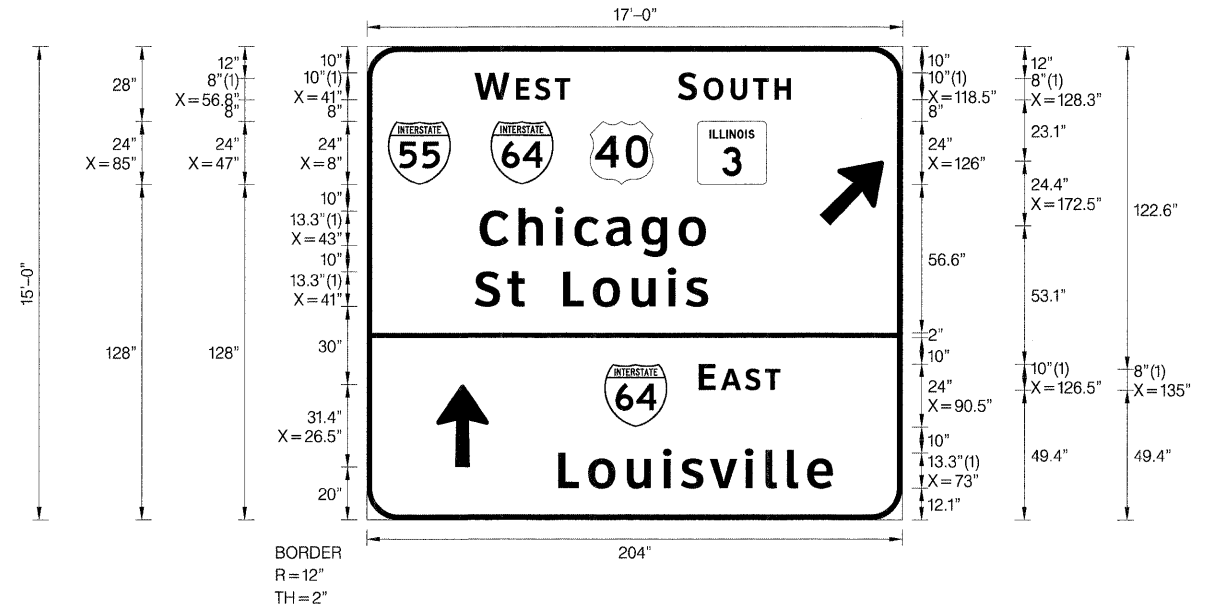 17'–0"
12"
8"(1)
X=56.8"
8"
28"
24"
X=85"
24"
X=47"
128"
128"
15'–0"
10"
10"(1)
X=41"
8"
24"
X=8"
10"
13.3"(1)
X=43"
10"
13.3"(1)
X=41"
30"
31.4"
X=26.5"
20"
WEST SOUTH
INTERSTATE
55
INTERSTATE
64
40
ILLINOIS
3
Chicago
St Louis
INTERSTATE
64
EAST
Louisville
10"
10"(1)
X=118.5"
8"
24"
X=126"
56.6"
2"
10"
24"
X=90.5"
10"
13.3"(1)
X=73"
12.1"
12"
8"(1)
X=128.3"
23.1"
24.4"
X=172.5"
53.1"
10"(1)
X=126.5"
49.4"
122.6"
8"(1)
X=135"
49.4"
204"
BORDER
R=12"
TH=2"